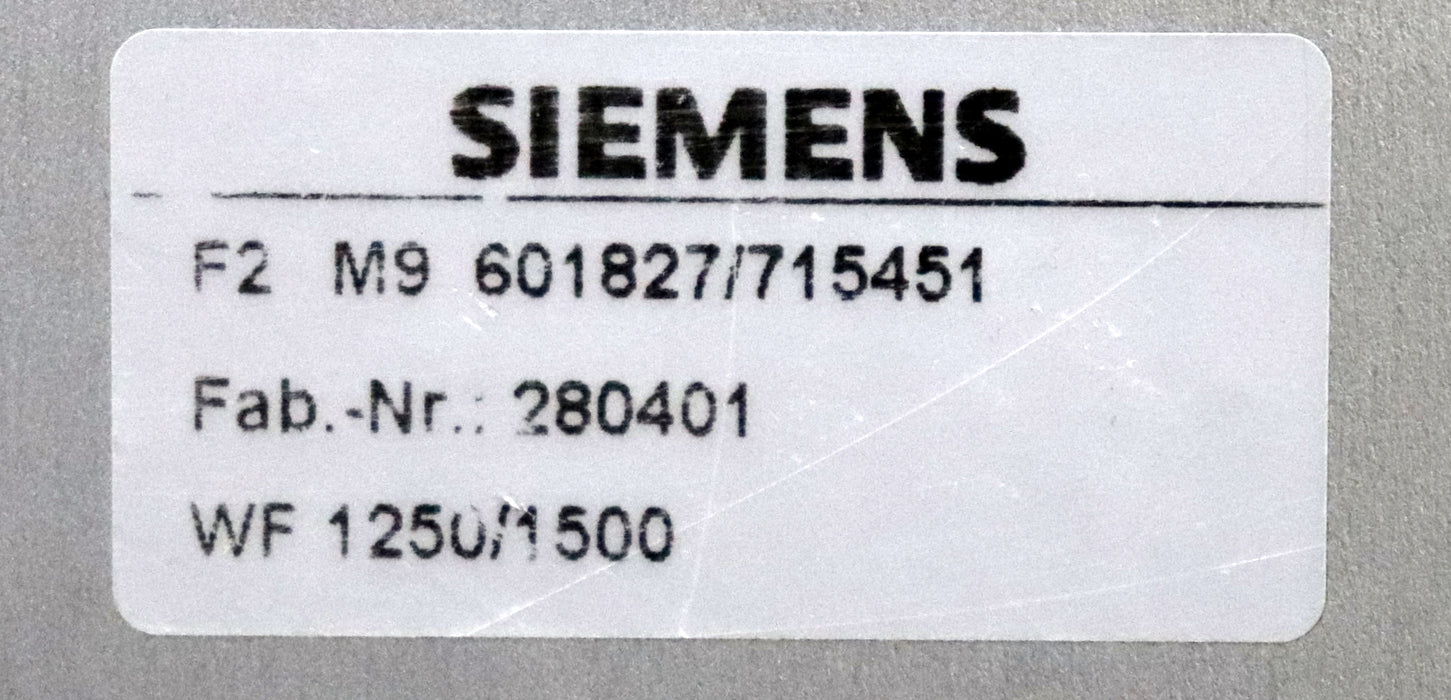 SIEMENS
F2 M9 601827/715451
Fab.-Nr.: 280401
WF 1250/1500